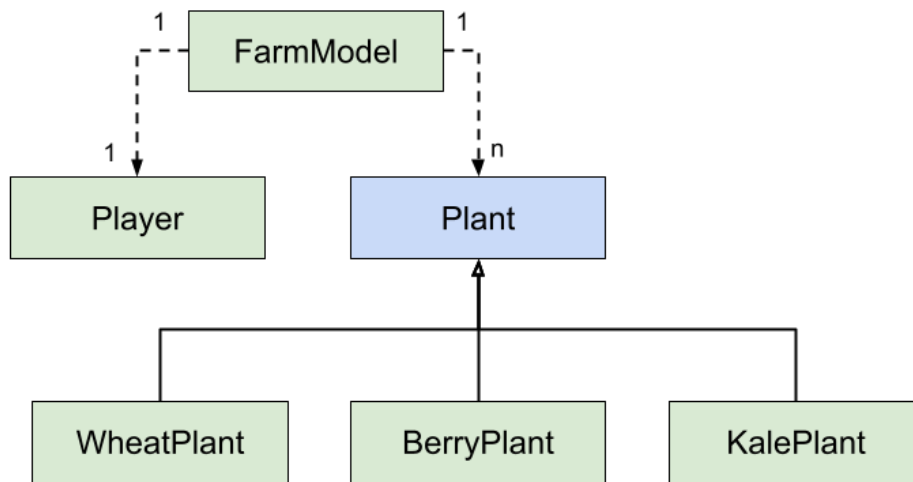 1
1
FarmModel
1
n
Player
Plant
WheatPlant
BerryPlant
KalePlant